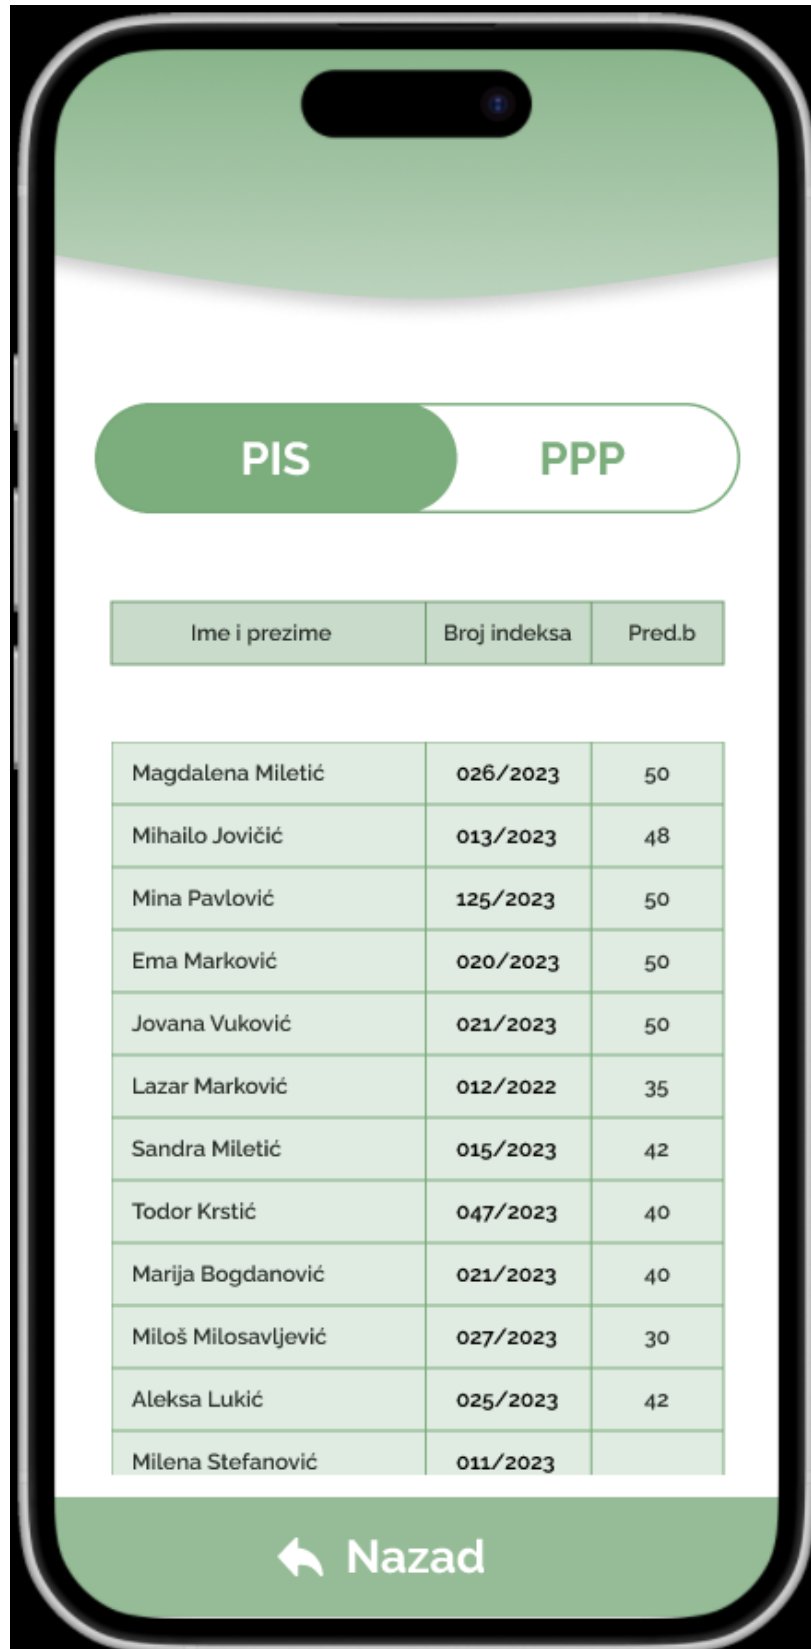 PIS PPP
Ime i prezime Broj indeksa Pred.b
Magdalena Miletić 026/2023 50
Mihailo Jovičić 013/2023 48
Mina Pavlović 125/2023 50
Ema Marković 020/2023 50
Jovana Vuković 021/2023 50
Lazar Marković 012/2022 35
Sandra Miletić 015/2023 42
Todor Krstić 047/2023 40
Marija Bogdanović 021/2023 40
Miloš Milosavljević 027/2023 30
Aleksa Lukić 025/2023 42
Milena Stefanović 011/2023
Nazad